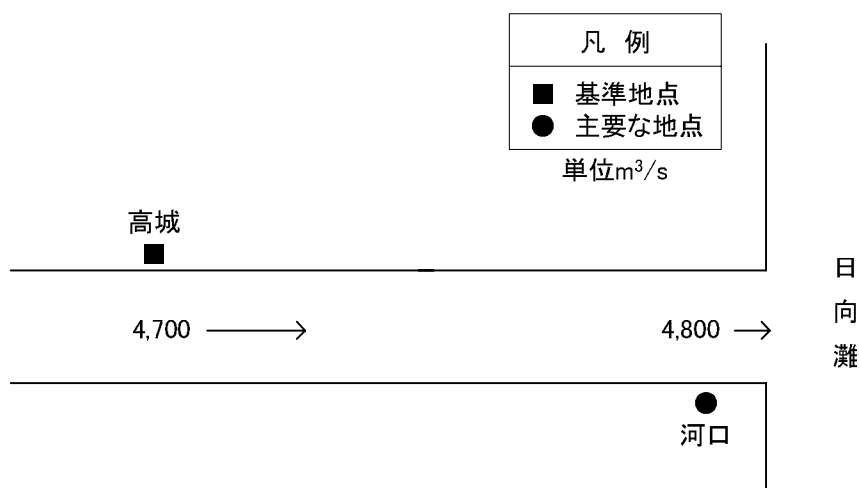 凡 例
■ 基準地点
● 主要な地点
単位m³/s
高城
4,700
4,800
日向灘
河口